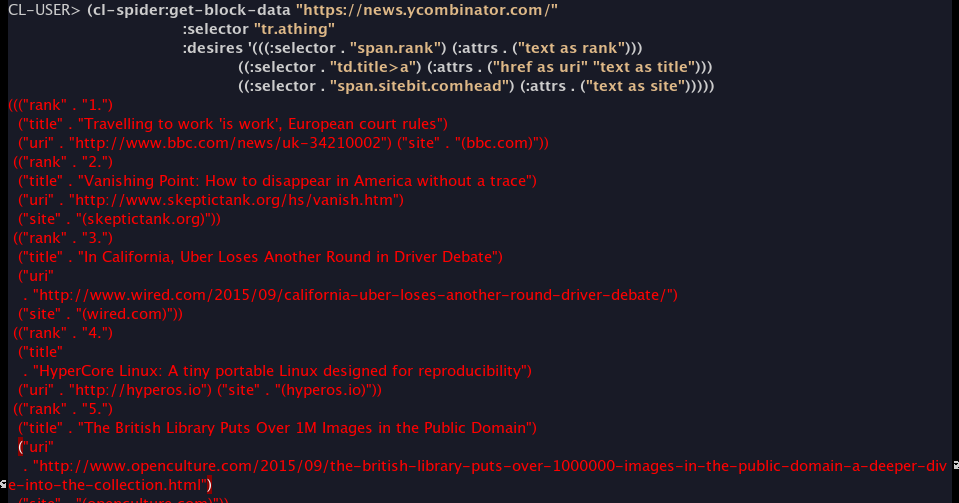 CL-USER> (cl-spider:get-block-data "https://news.ycombinator.com/"
:selector "tr.athing"
:desires '(((:selector . "span.rank") (:attrs . ("text as rank")))
((:selector . "td.title>a") (:attrs . ("href as uri" "text as title")))
((:selector . "span.sitebit.comhead") (:attrs . ("text as site")))))
((("rank" . "1.")
("title" . "Travelling to work 'is work', European court rules")
("uri" . "http://www.bbc.com/news/uk-34210002") ("site" . "(bbc.com)"))
(("rank" . "2.")
("title" . "Vanishing Point: How to disappear in America without a trace")
("uri" . "http://www.skeptictank.org/hs/vanish.htm")
("site" . "(skeptictank.org)"))
(("rank" . "3.")
("title" . "In California, Uber Loses Another Round in Driver Debate")
("uri"
. "http://www.wired.com/2015/09/california-uber-loses-another-round-driver-debate/")
("site" . "(wired.com)"))
(("rank" . "4.")
("title"
. "HyperCore Linux: A tiny portable Linux designed for reproducibility")
("uri" . "http://hyperos.io") ("site" . "(hyperos.io)"))
(("rank" . "5.")
("title" . "The British Library Puts Over 1M Images in the Public Domain")
("uri"
. "http://www.openculture.com/2015/09/the-british-library-puts-over-1000000-images-in-the-public-domain-a-deeper-div
e-into-the-collection.html")
("site" . "(openculture.com)"))